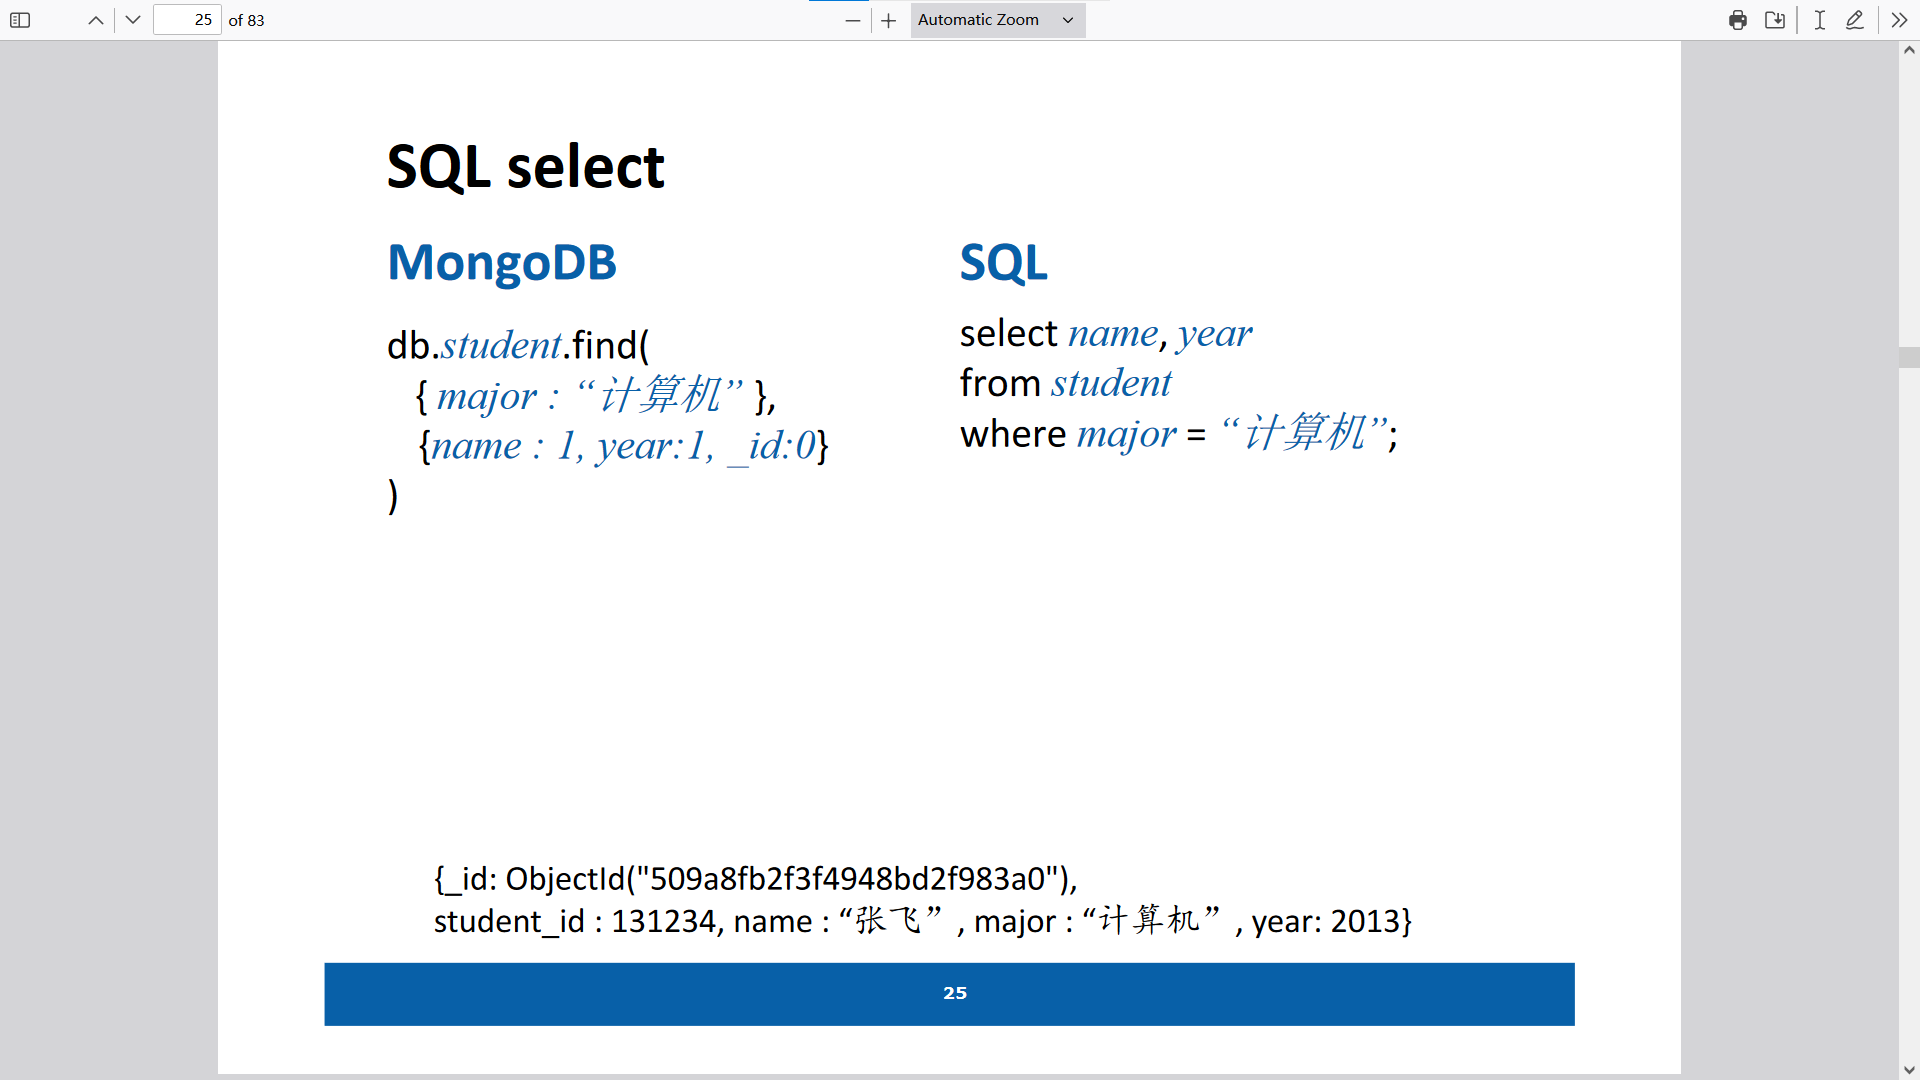 25 of 83
Automatic Zoom
SQL select
MongoDB
db.student.find(
{ major : “计算机” },
{name : 1, year:1, _id:0}
)
SQL
select name, year
from student
where major = “计算机”;
{_id: ObjectId("509a8fb2f3f4948bd2f983a0"),
student_id : 131234, name : “张飞” , major : “计算机” , year: 2013}
25